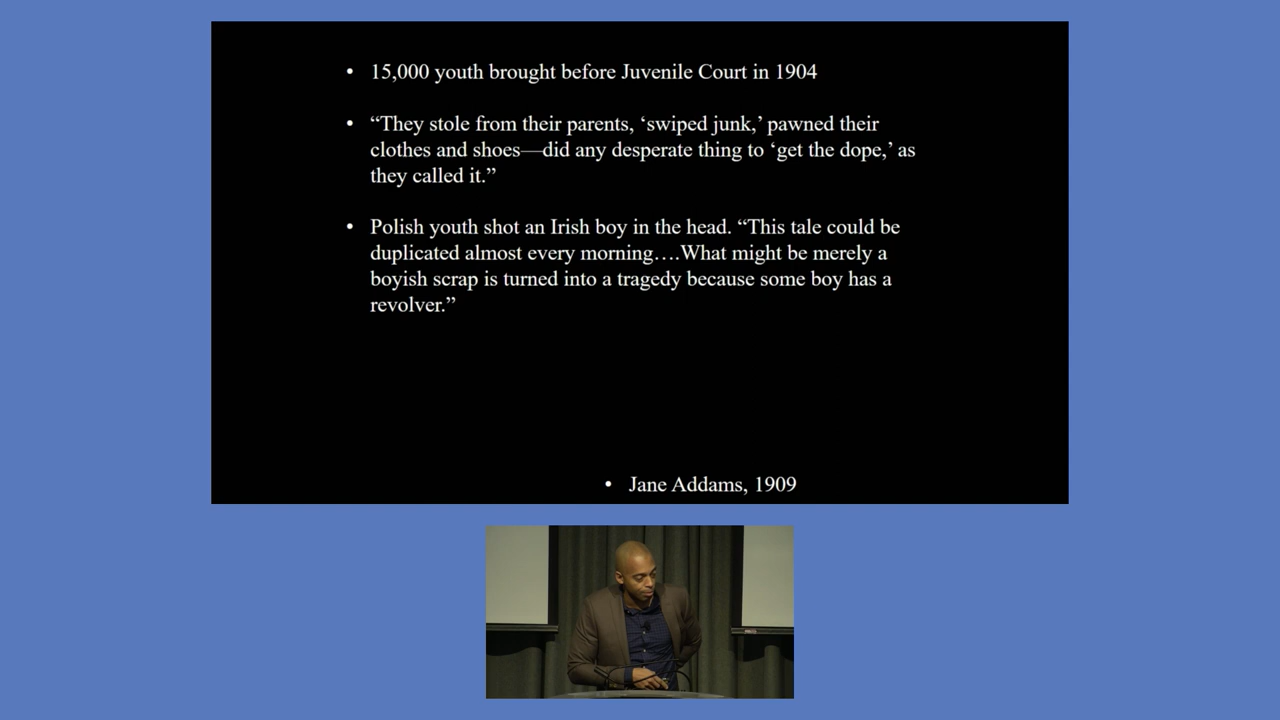 • 15,000 youth brought before Juvenile Court in 1904
• “They stole from their parents, ‘swiped junk,’ pawned their
clothes and shoes—did any desperate thing to ‘get the dope,’ as
they called it.”
• Polish youth shot an Irish boy in the head. “This tale could be
duplicated almost every morning….What might be merely a
boyish scrap is turned into a tragedy because some boy has a
revolver.”
• Jane Addams, 1909